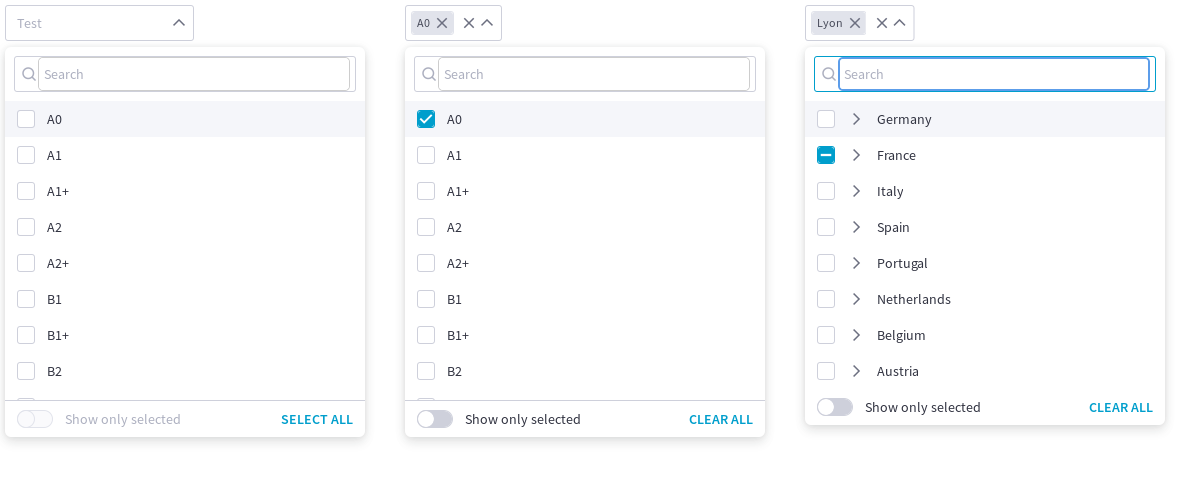 Test
Search
A0
A1
A1+
A2
A2+
B1
B1+
B2
Show only selected SELECT ALL
A0
Search
A0
A1
A1+
A2
A2+
B1
B1+
B2
Show only selected CLEAR ALL
Lyon
Search
Germany
France
Italy
Spain
Portugal
Netherlands
Belgium
Austria
Show only selected CLEAR ALL